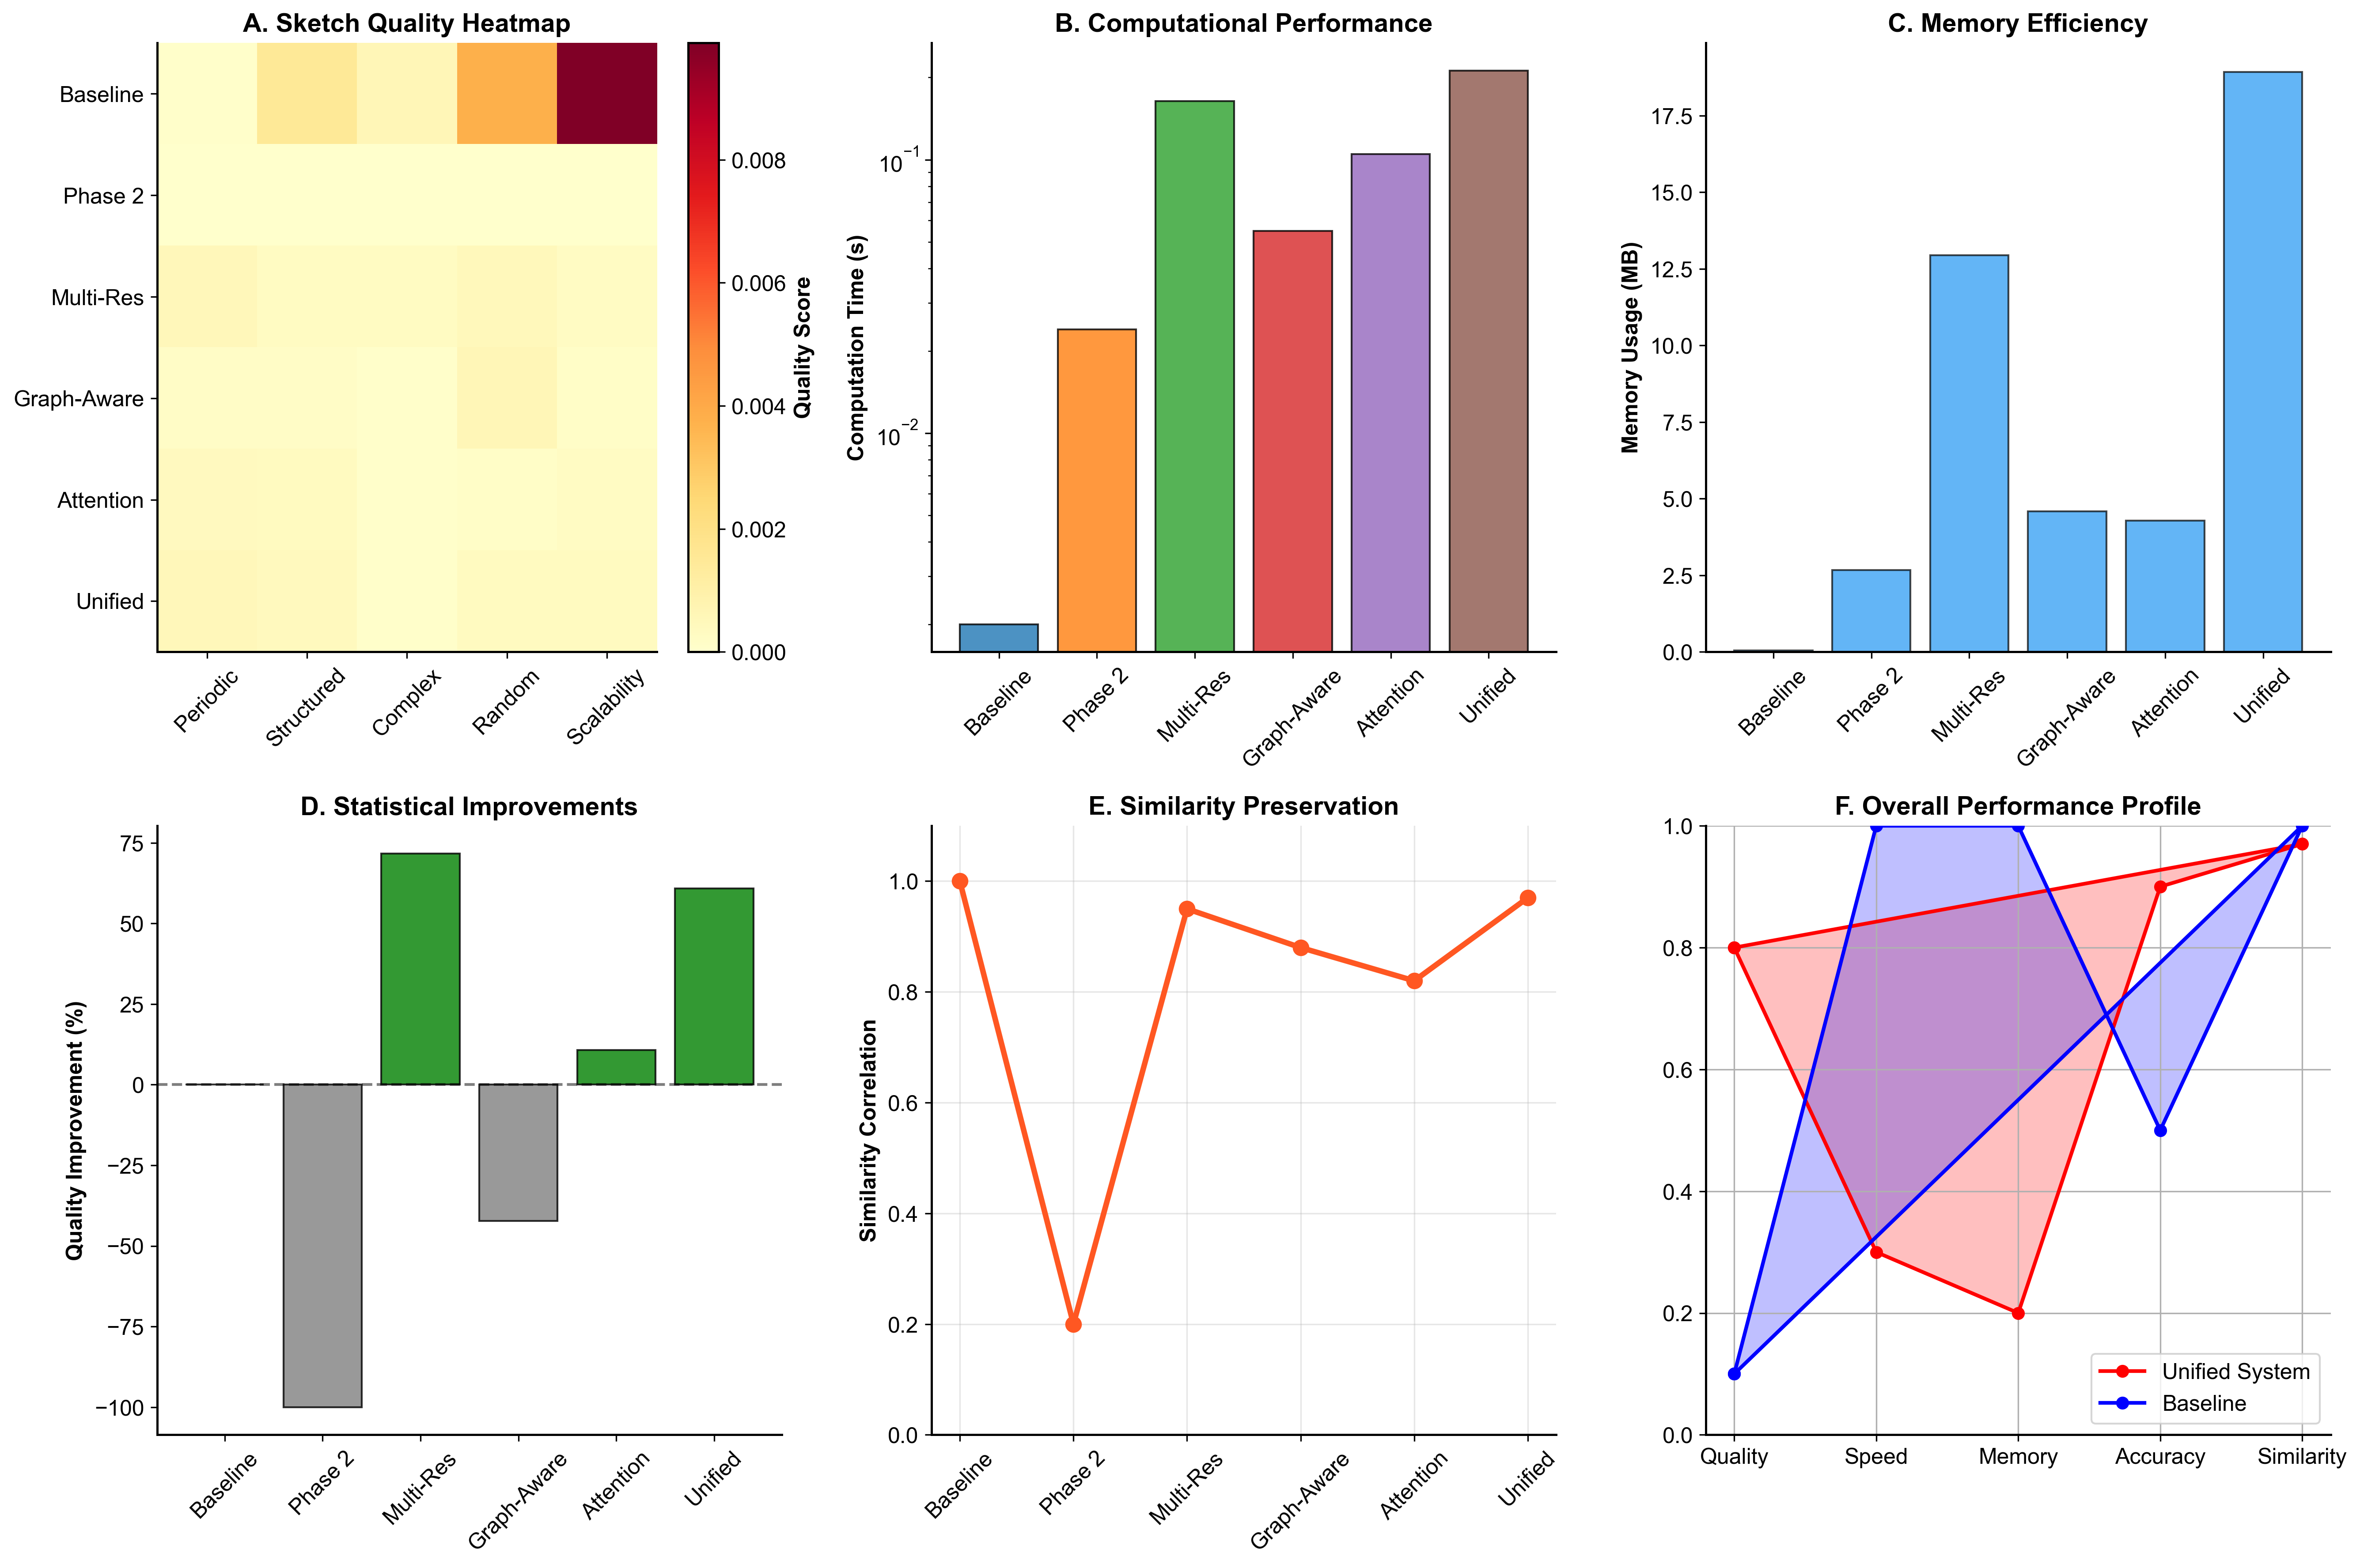 A. Sketch Quality Heatmap
Baseline
Phase 2
Multi-Res
Graph-Aware
Attention
Unified
Periodic
Structured
Complex
Random
Scalability
0.008
0.006
0.004
0.002
0.000
Quality Score
B. Computational Performance
Computation Time (s)
10⁻¹
10⁻²
Baseline
Phase 2
Multi-Res
Graph-Aware
Attention
Unified
C. Memory Efficiency
Memory Usage (MB)
17.5
15.0
12.5
10.0
7.5
5.0
2.5
0.0
Baseline
Phase 2
Multi-Res
Graph-Aware
Attention
Unified
D. Statistical Improvements
Quality Improvement (%)
75
50
25
0
−25
−50
−75
−100
Baseline
Phase 2
Multi-Res
Graph-Aware
Attention
Unified
E. Similarity Preservation
Similarity Correlation
1.0
0.8
0.6
0.4
0.2
0.0
Baseline
Phase 2
Multi-Res
Graph-Aware
Attention
Unified
F. Overall Performance Profile
1.0
0.8
0.6
0.4
0.2
0.0
Quality
Speed
Memory
Accuracy
Similarity
Unified System
Baseline